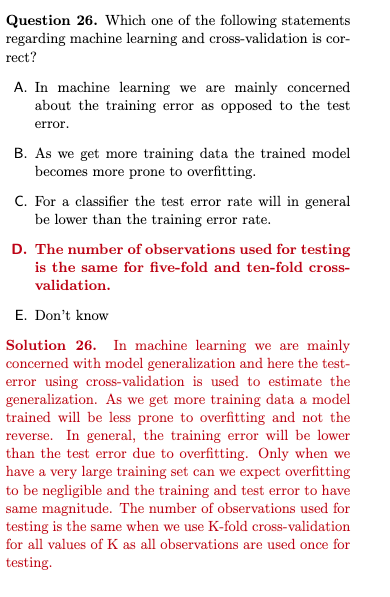 Question 26. Which one of the following statements
regarding machine learning and cross-validation is cor-
rect?
A. In machine learning we are mainly concerned
about the training error as opposed to the test
error.
B. As we get more training data the trained model
becomes more prone to overfitting.
C. For a classifier the test error rate will in general
be lower than the training error rate.
D. The number of observations used for testing
is the same for five-fold and ten-fold cross-
validation.
E. Don't know
Solution 26. In machine learning we are mainly
concerned with model generalization and here the test-
error using cross-validation is used to estimate the
generalization. As we get more training data a model
trained will be less prone to overfitting and not the
reverse. In general, the training error will be lower
than the test error due to overfitting. Only when we
have a very large training set can we expect overfitting
to be negligible and the training and test error to have
same magnitude. The number of observations used for
testing is the same when we use K-fold cross-validation
for all values of K as all observations are used once for
testing.